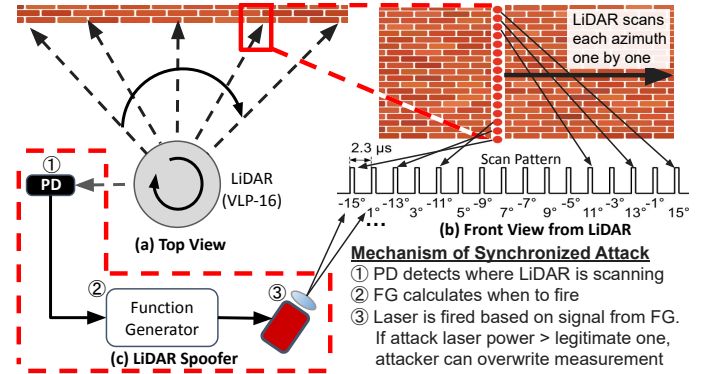 LiDAR scans
each azimuth
one by one
①
PD
LiDAR
(VLP-16)
(a) Top View
2.3 μs
Scan Pattern
-15° 1° -13° 3° -11° 5° -9° 7° -7° 9° -5° 11° -3° 13° -1° 15°
...
(b) Front View from LiDAR
②
Function
Generator
③
(c) LiDAR Spoofer
Mechanism of Synchronized Attack
① PD detects where LiDAR is scanning
② FG calculates when to fire
③ Laser is fired based on signal from FG.
If attack laser power > legitimate one,
attacker can overwrite measurement